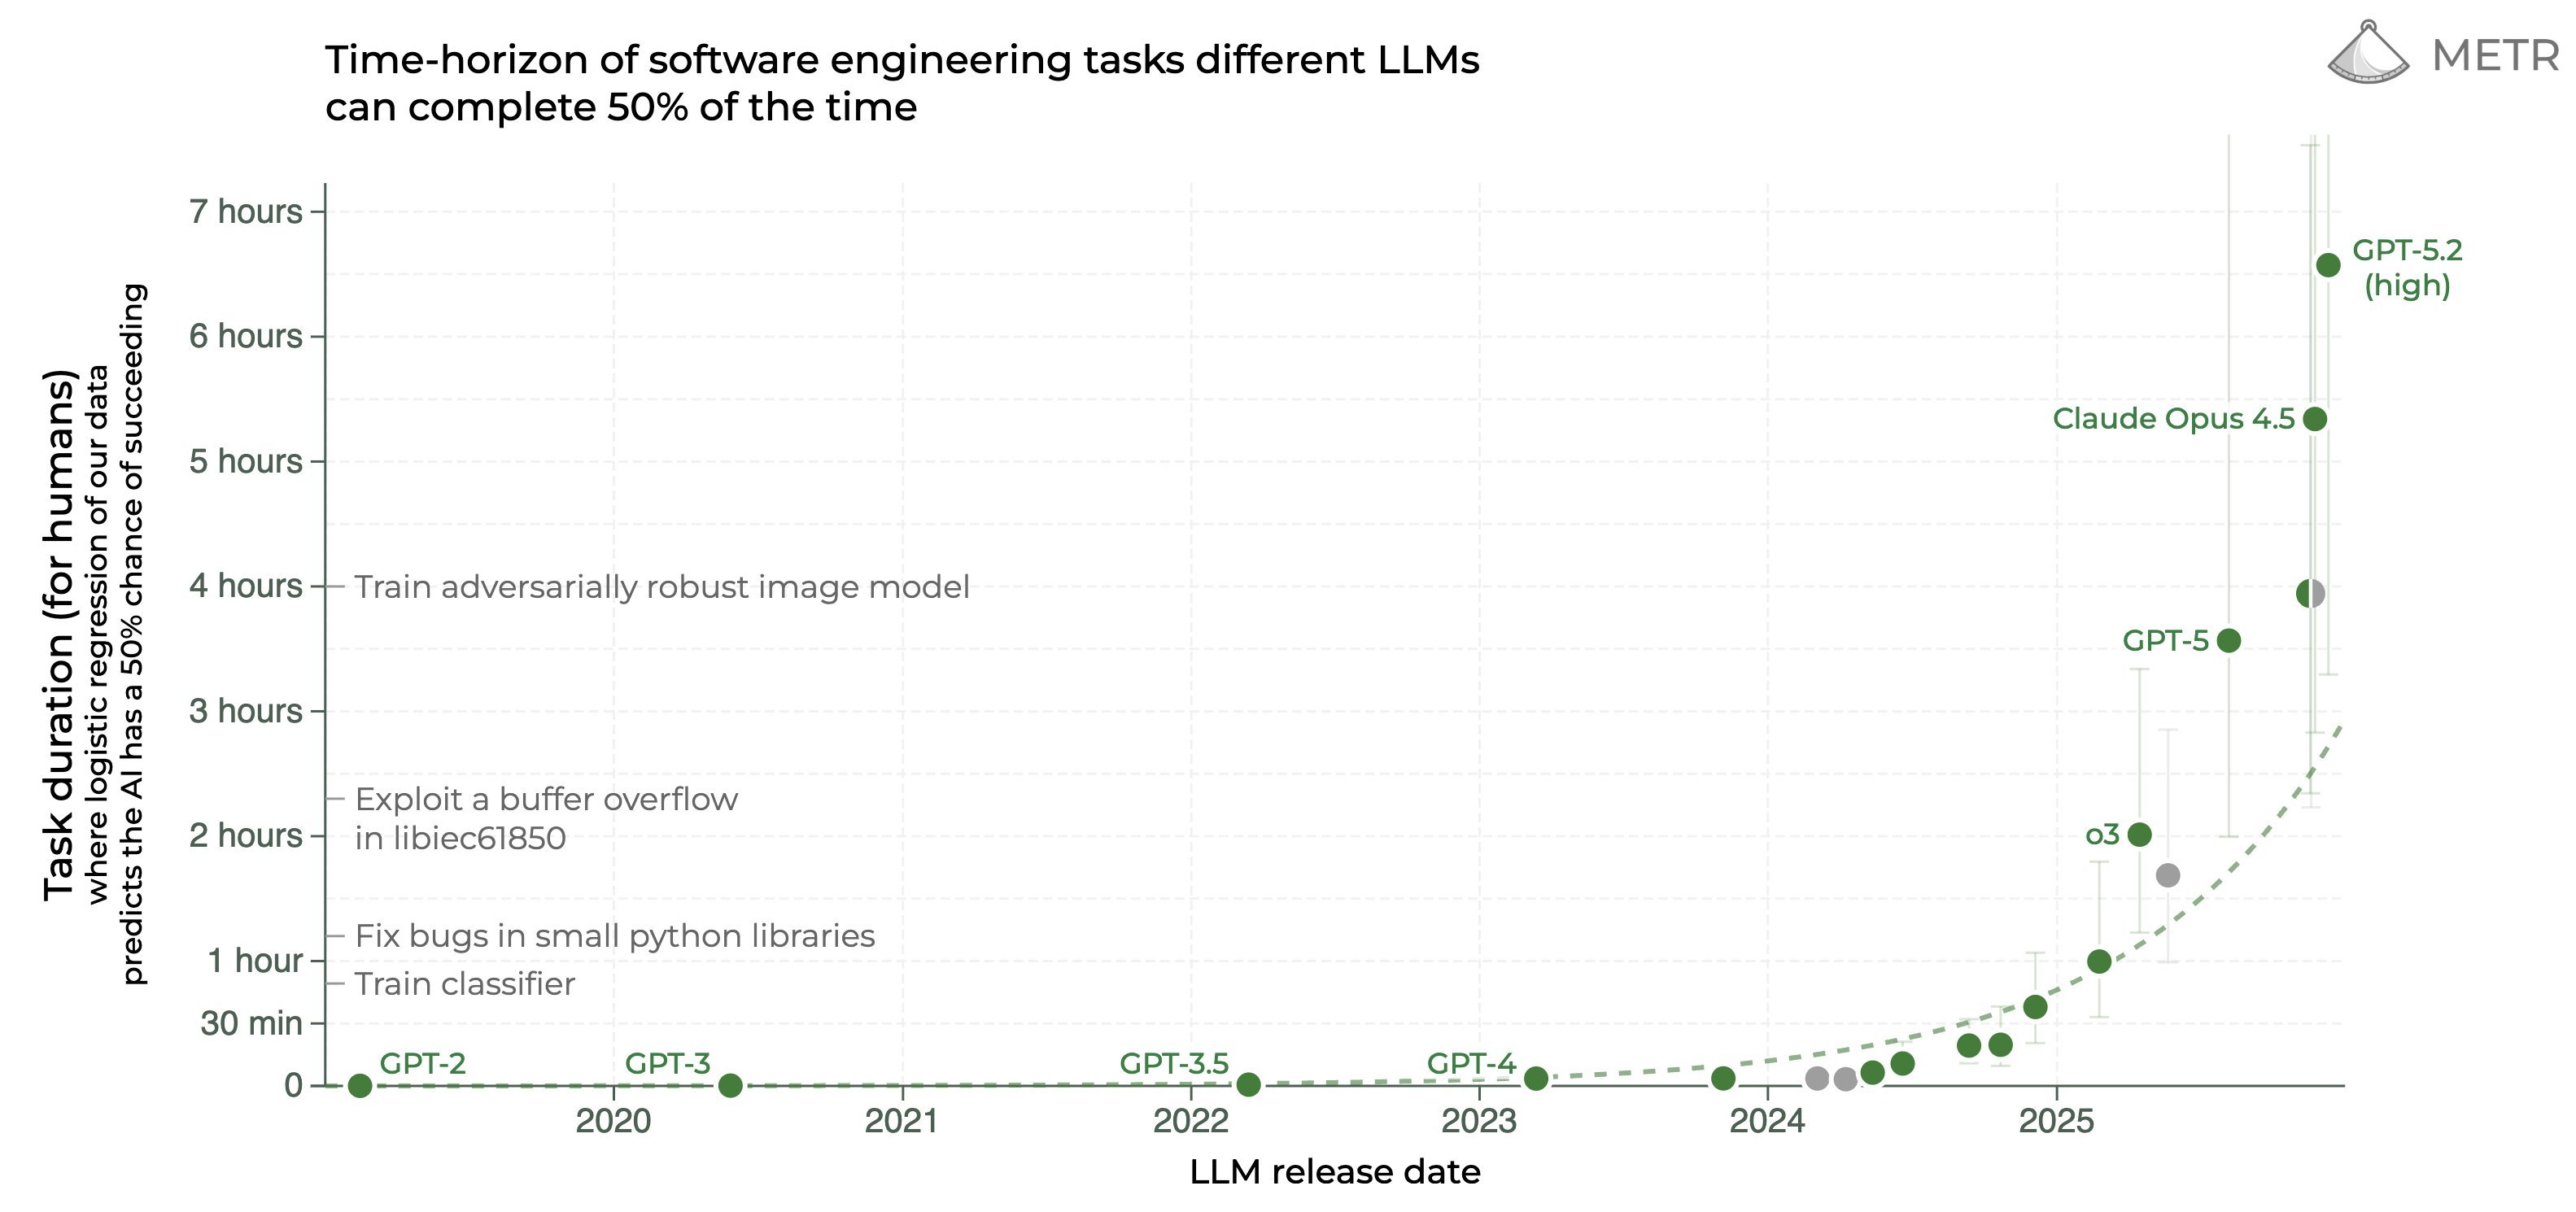 Time-horizon of software engineering tasks different LLMs
can complete 50% of the time
METR
Task duration (for humans)
where logistic regression of our data
predicts the AI has a 50% chance of succeeding
7 hours
6 hours
5 hours
4 hours
3 hours
2 hours
1 hour
30 min
0
Train adversarially robust image model
Exploit a buffer overflow
in libiec61850
Fix bugs in small python libraries
Train classifier
GPT-2
GPT-3
GPT-3.5
GPT-4
o3
GPT-5
Claude Opus 4.5
GPT-5.2
(high)
2020
2021
2022
2023
2024
2025
LLM release date